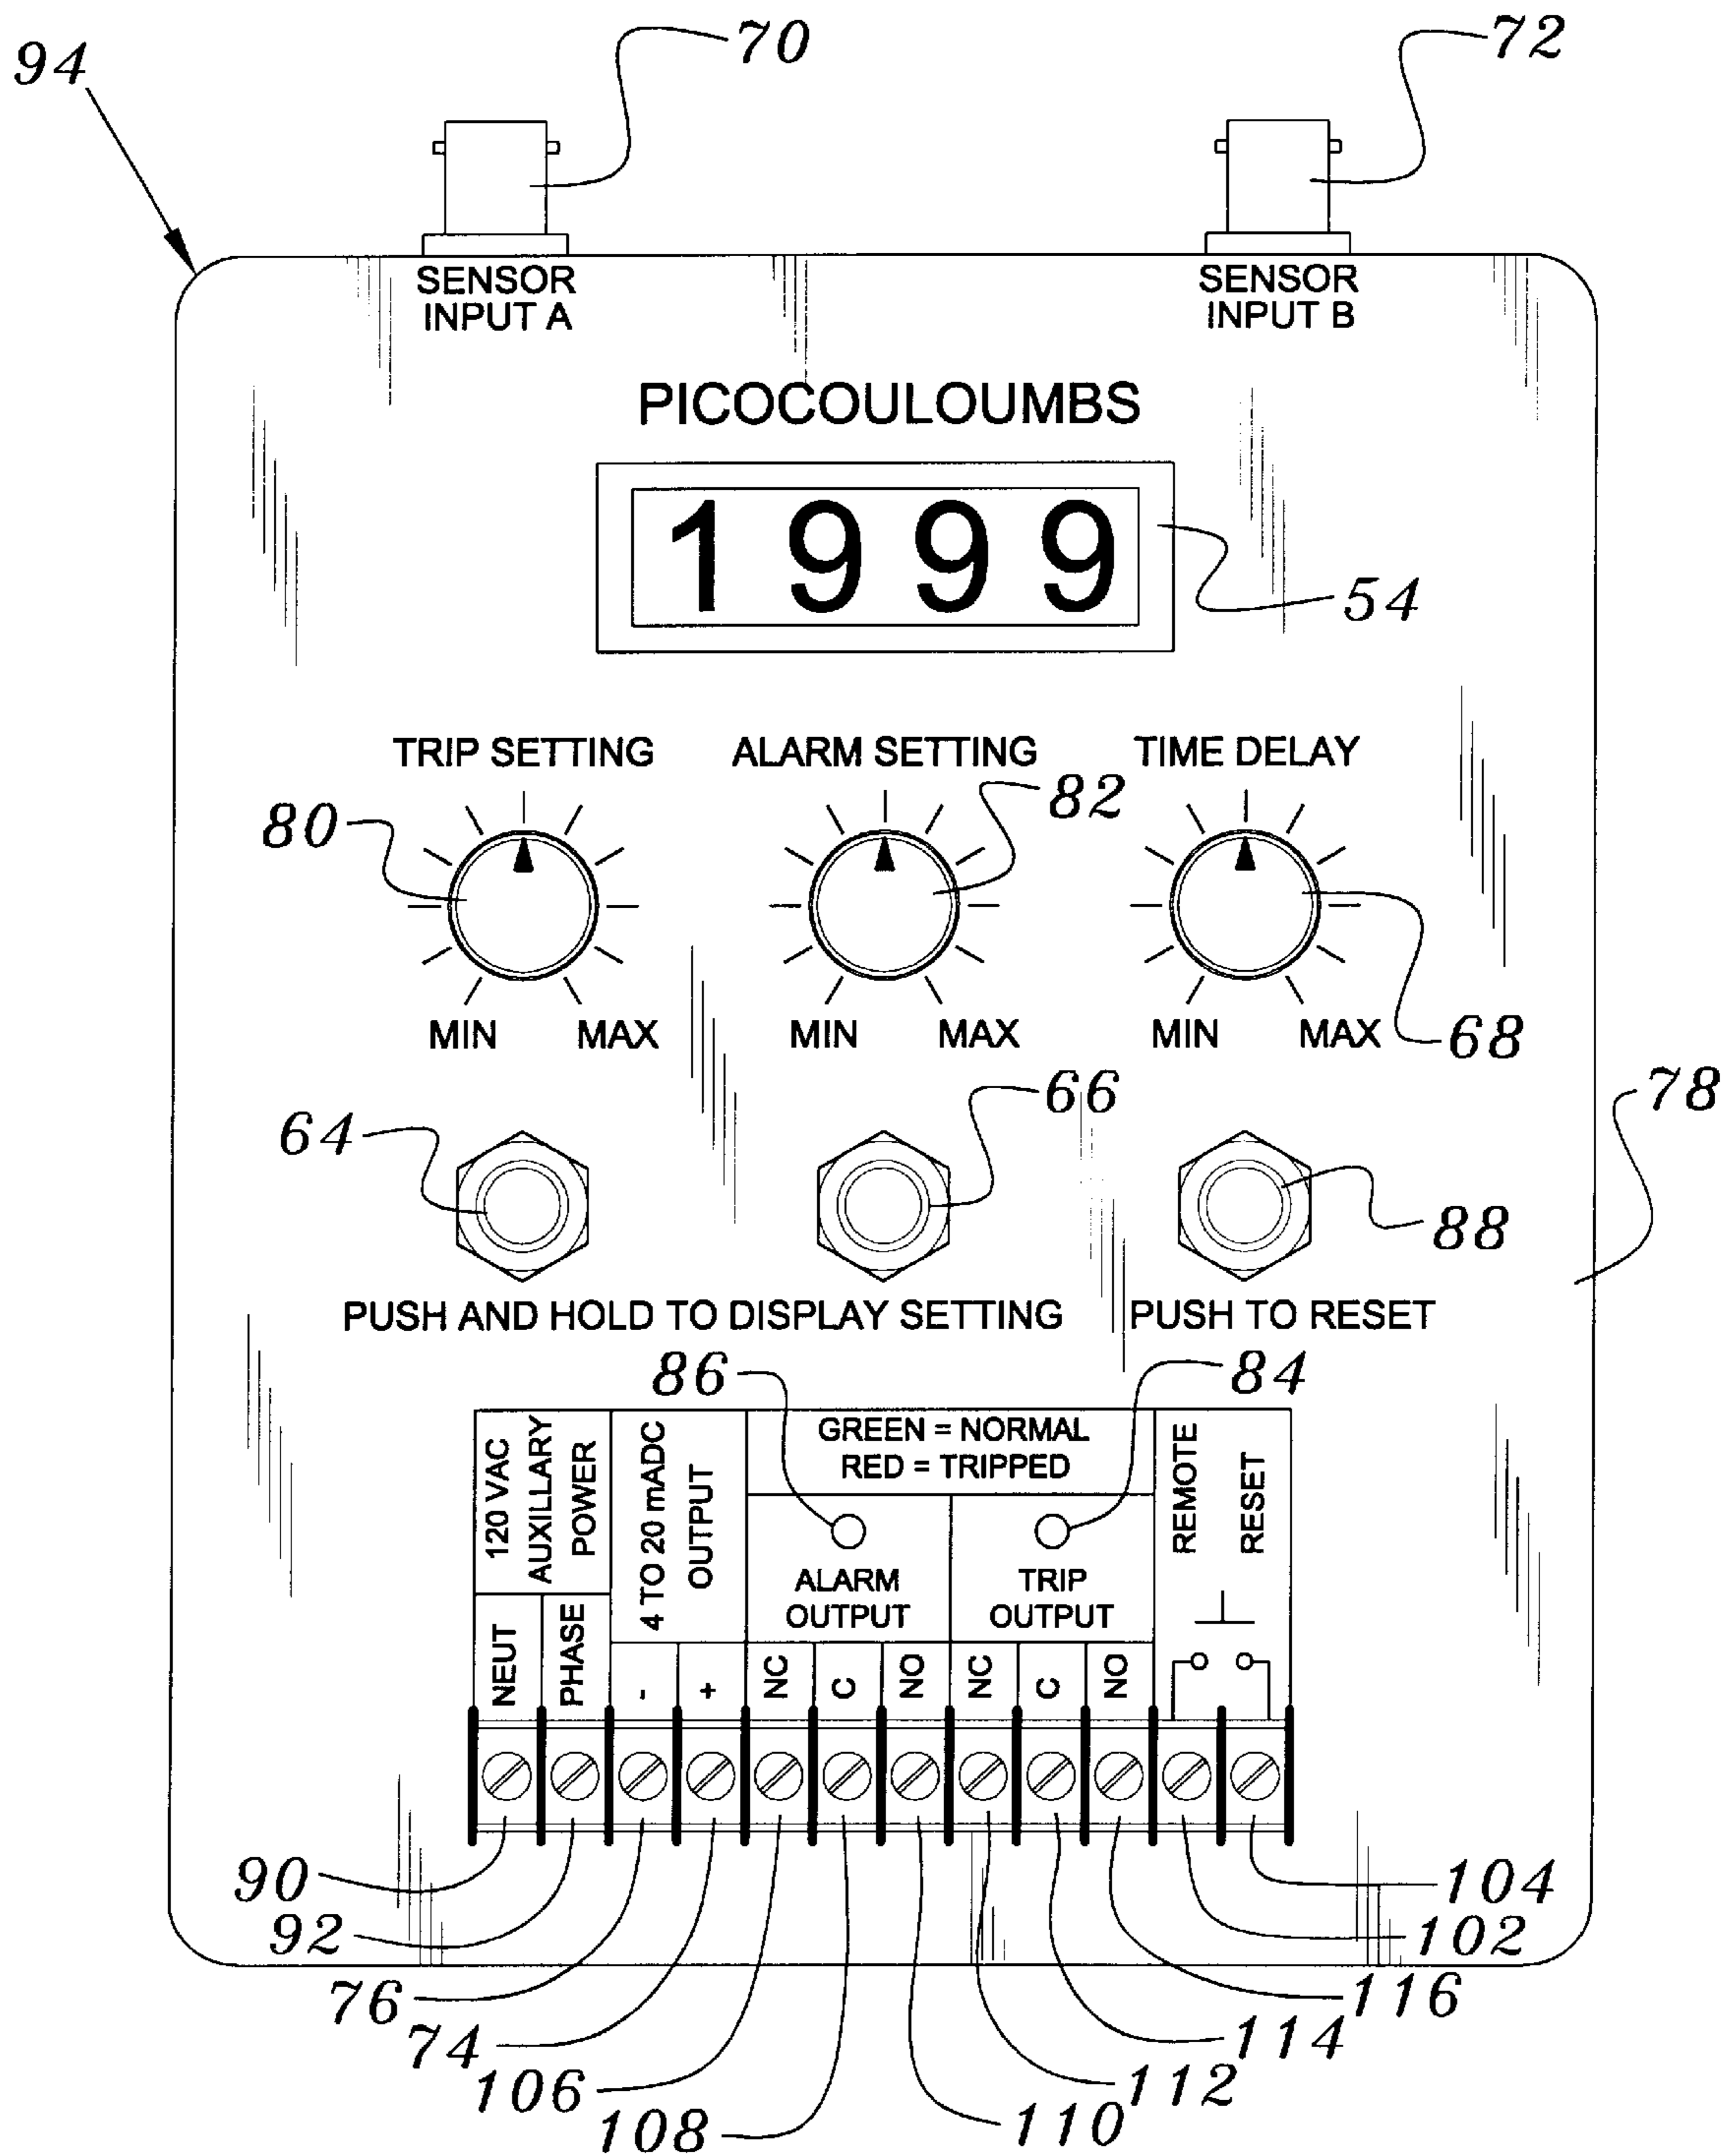 70
72
94
SENSOR
INPUT A
SENSOR
INPUT B
PICOCOULOUMBS
1999
54
TRIP SETTING
ALARM SETTING
TIME DELAY
80
82
MIN
MAX
MIN
MAX
MIN
MAX
68
78
64
66
88
PUSH AND HOLD TO DISPLAY SETTING
PUSH TO RESET
86
84
120 VAC
AUXILLARY
POWER
4 TO 20 mADC
OUTPUT
GREEN = NORMAL
RED = TRIPPED
REMOTE
RESET
ALARM
OUTPUT
TRIP
OUTPUT
NEUT
PHASE
-
+
NC
C
NO
NC
C
NO
90
92
76
74
106
108
110
112
114
116
102
104